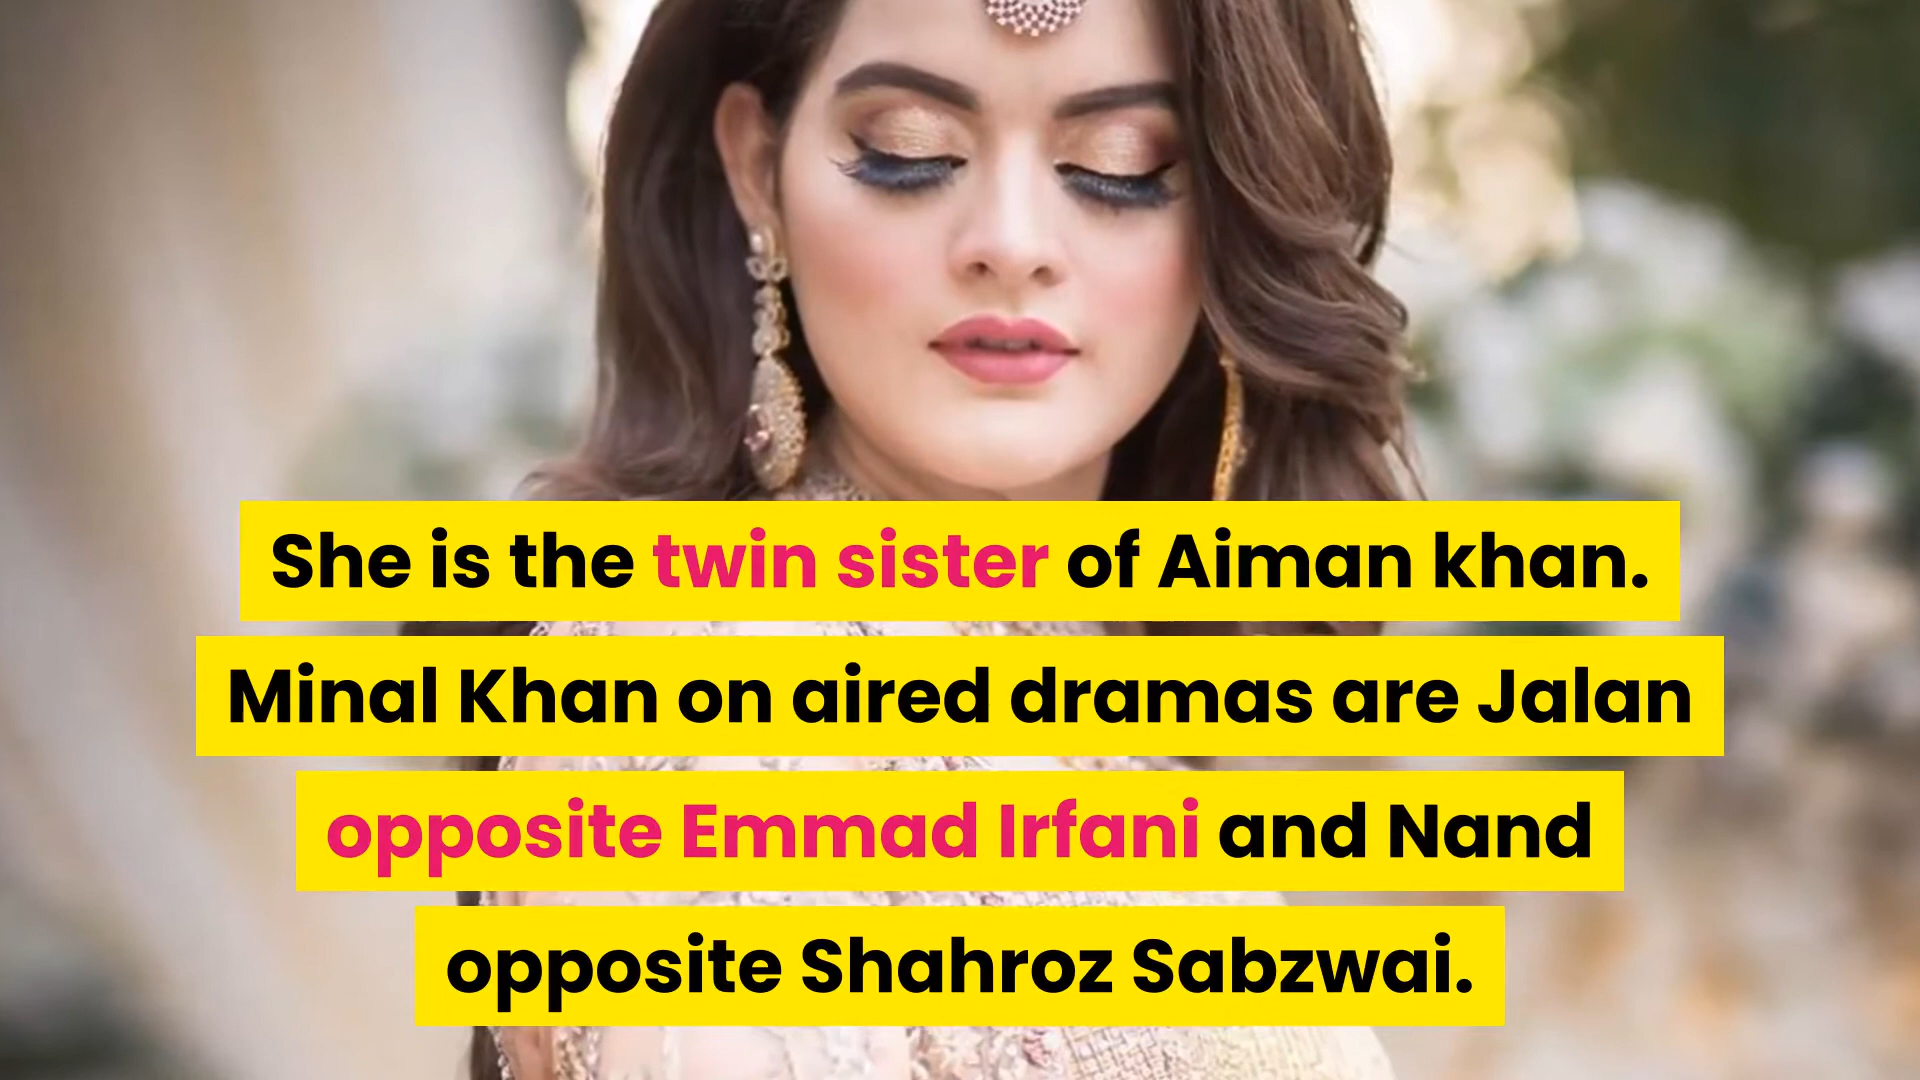 She is the twin sister of Aiman khan.
Minal Khan on aired dramas are Jalan
opposite Emmad Irfani and Nand
opposite Shahroz Sabzwai.